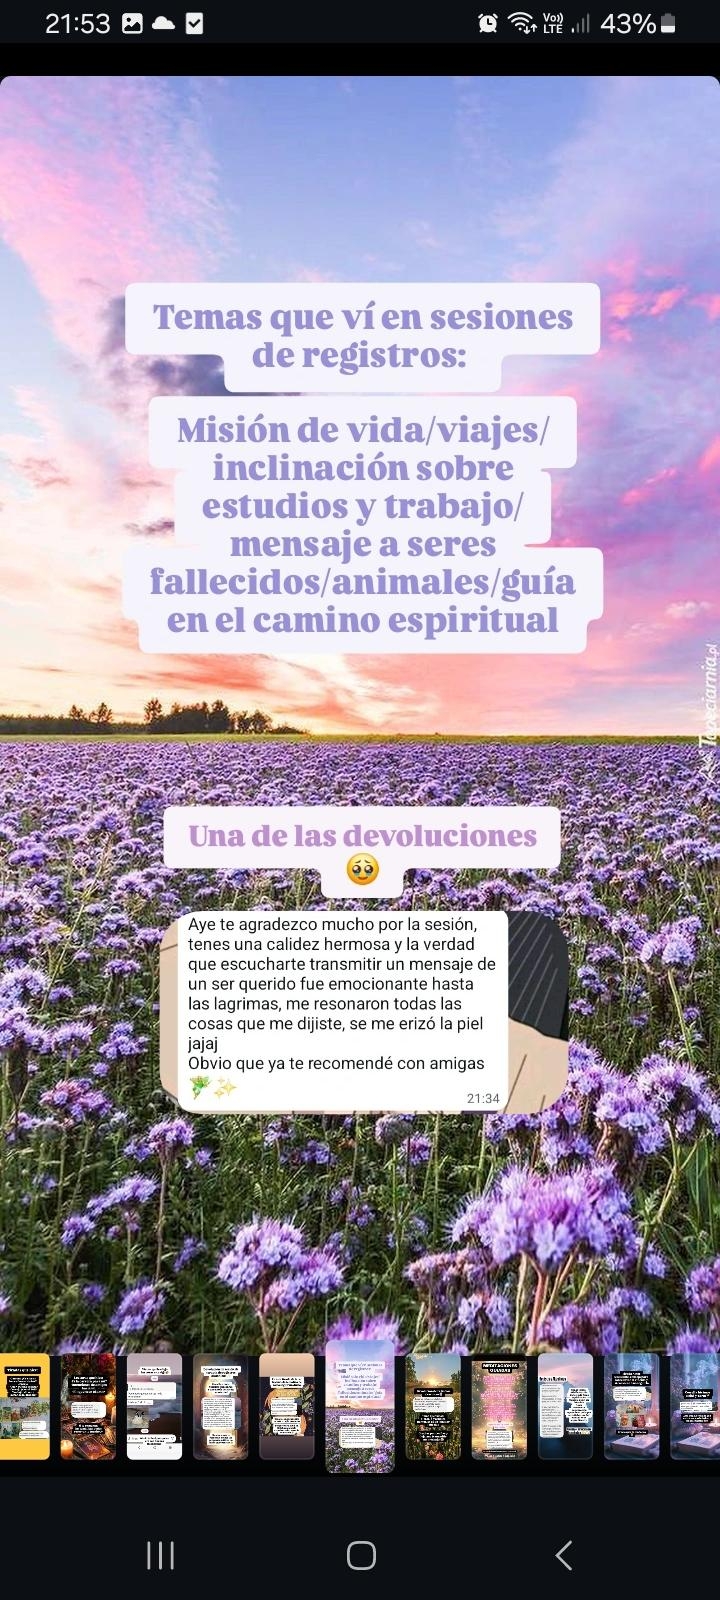 21:53
Vo))
LTE
43%
Temas que ví en sesiones
de registros:
Misión de vida/viajes/
inclinación sobre
estudios y trabajo/
mensaje a seres
fallecidos/animales/guía
en el camino espiritual
Una de las devoluciones
🥹
Aye te agradezco mucho por la sesión,
tenes una calidez hermosa y la verdad
que escucharte transmitir un mensaje de
un ser querido fue emocionante hasta
las lagrimas, me resonaron todas las
cosas que me dijiste, se me erizó la piel
jajaj
Obvio que ya te recomendé con amigas
🧚✨
21:34
MEDITACIONES
GUIADAS